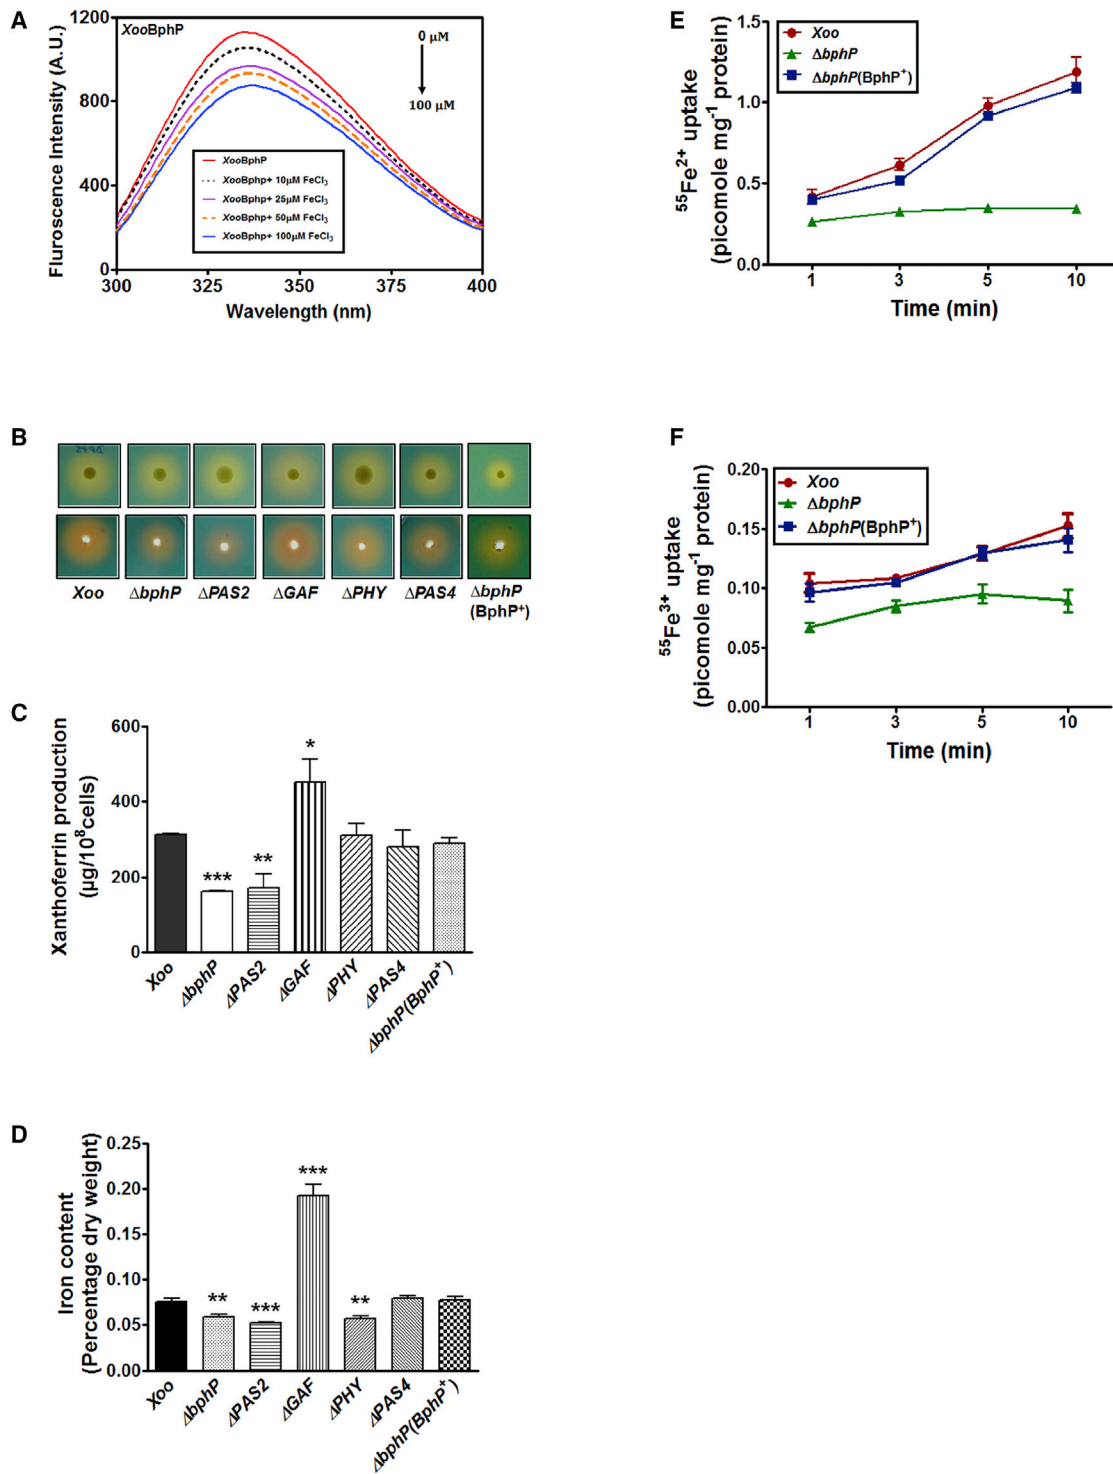 A
XooBphP
0 µM
100 µM
Fluroscence Intensity (A.U.)
1200
900
400
0
XooBphP
XooBphp+ 10µM FeCl3
XooBphp+ 25µM FeCl3
XooBphp+ 50µM FeCl3
XooBphp+ 100µM FeCl3
300
325
350
375
400
Wavelength (nm)
B
Xoo
ΔbphP
ΔPAS2
ΔGAF
ΔPHY
ΔPAS4
ΔbphP
(BphP+)
C
Xanthoferrin production
(µg/10^8cells)
600
400
200
0
***
**
*
Xoo
ΔbphP
ΔPAS2
ΔGAF
ΔPHY
ΔPAS4
ΔbphP(BphP+)
D
Iron content
(Percentage dry weight)
0.25
0.20
0.15
0.10
0.05
0.00
**
***
***
**
Xoo
ΔbphP
ΔPAS2
ΔGAF
ΔPHY
ΔPAS4
ΔbphP(BphP+)
E
55Fe2+ uptake
(picomole mg-1 protein)
1.5
1.0
0.5
0.0
Xoo
ΔbphP
ΔbphP(BphP+)
1
3
5
10
Time (min)
F
55Fe3+ uptake
(picomole mg-1 protein)
0.20
0.15
0.10
0.05
0.00
Xoo
ΔbphP
ΔbphP(BphP+)
1
3
5
10
Time (min)